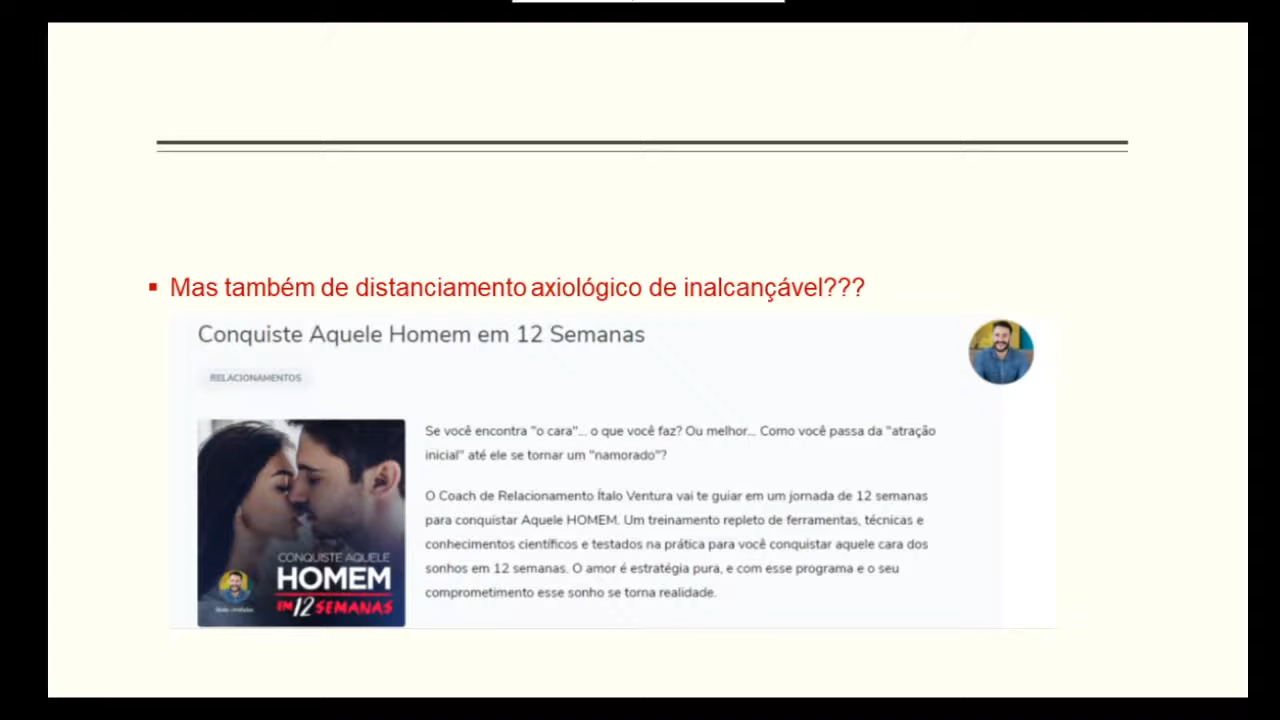 Mas também de distanciamento axiológico de inalcançável???
Conquiste Aquele Homem em 12 Semanas
RELACIONAMENTOS
Se você encontra "o cara"... o que você faz? Ou melhor... Como você passa da "atração
inicial" até ele se tornar um "namorado"?
O Coach de Relacionamento Ítalo Ventura vai te guiar em um jornada de 12 semanas
para conquistar Aquele HOMEM. Um treinamento repleto de ferramentas, técnicas e
conhecimentos científicos e testados na prática para você conquistar aquele cara dos
sonhos em 12 semanas. O amor é estratégia pura, e com esse programa e o seu
comprometimento esse sonho se torna realidade.
CONQUISTE AQUELE
HOMEM
EM 12 SEMANAS